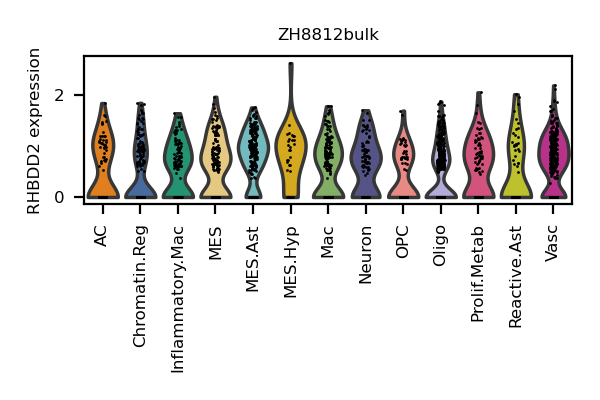 ZH8812bulk
RHBDD2 expression
2
0
AC
Chromatin.Reg
Inflammatory.Mac
MES
MES.Ast
MES.Hyp
Mac
Neuron
OPC
Oligo
Prolif.Metab
Reactive.Ast
Vasc